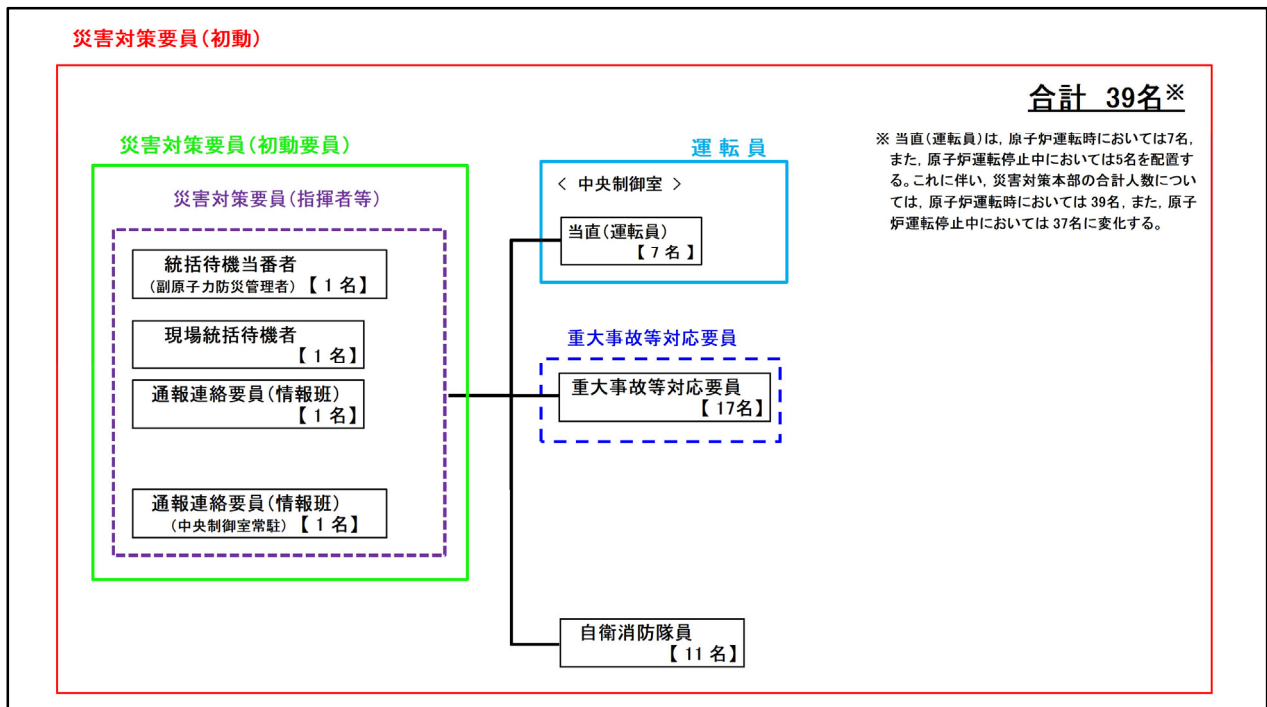 災害対策要員(初動)
合計 39名※
災害対策要員(初動要員)
災害対策要員(指揮者等)
統括待機当番者
(副原子力防災管理者)【 1 名】
現場統括待機者
【 1 名】
通報連絡要員(情報班)
【 1 名】
通報連絡要員(情報班)
(中央制御室常駐)【 1 名】
運 転 員
< 中央制御室 >
当直(運転員)
【 7 名 】
重大事故等対応要員
重大事故等対応要員
【 17名】
自衛消防隊員
【 11 名】
※ 当直(運転員)は, 原子炉運転時においては7名,
また, 原子炉運転停止中においては5名を配置す
る。これに伴い, 災害対策本部の合計人数につい
ては, 原子炉運転時においては 39名, また, 原子
炉運転停止中においては 37名に変化する。